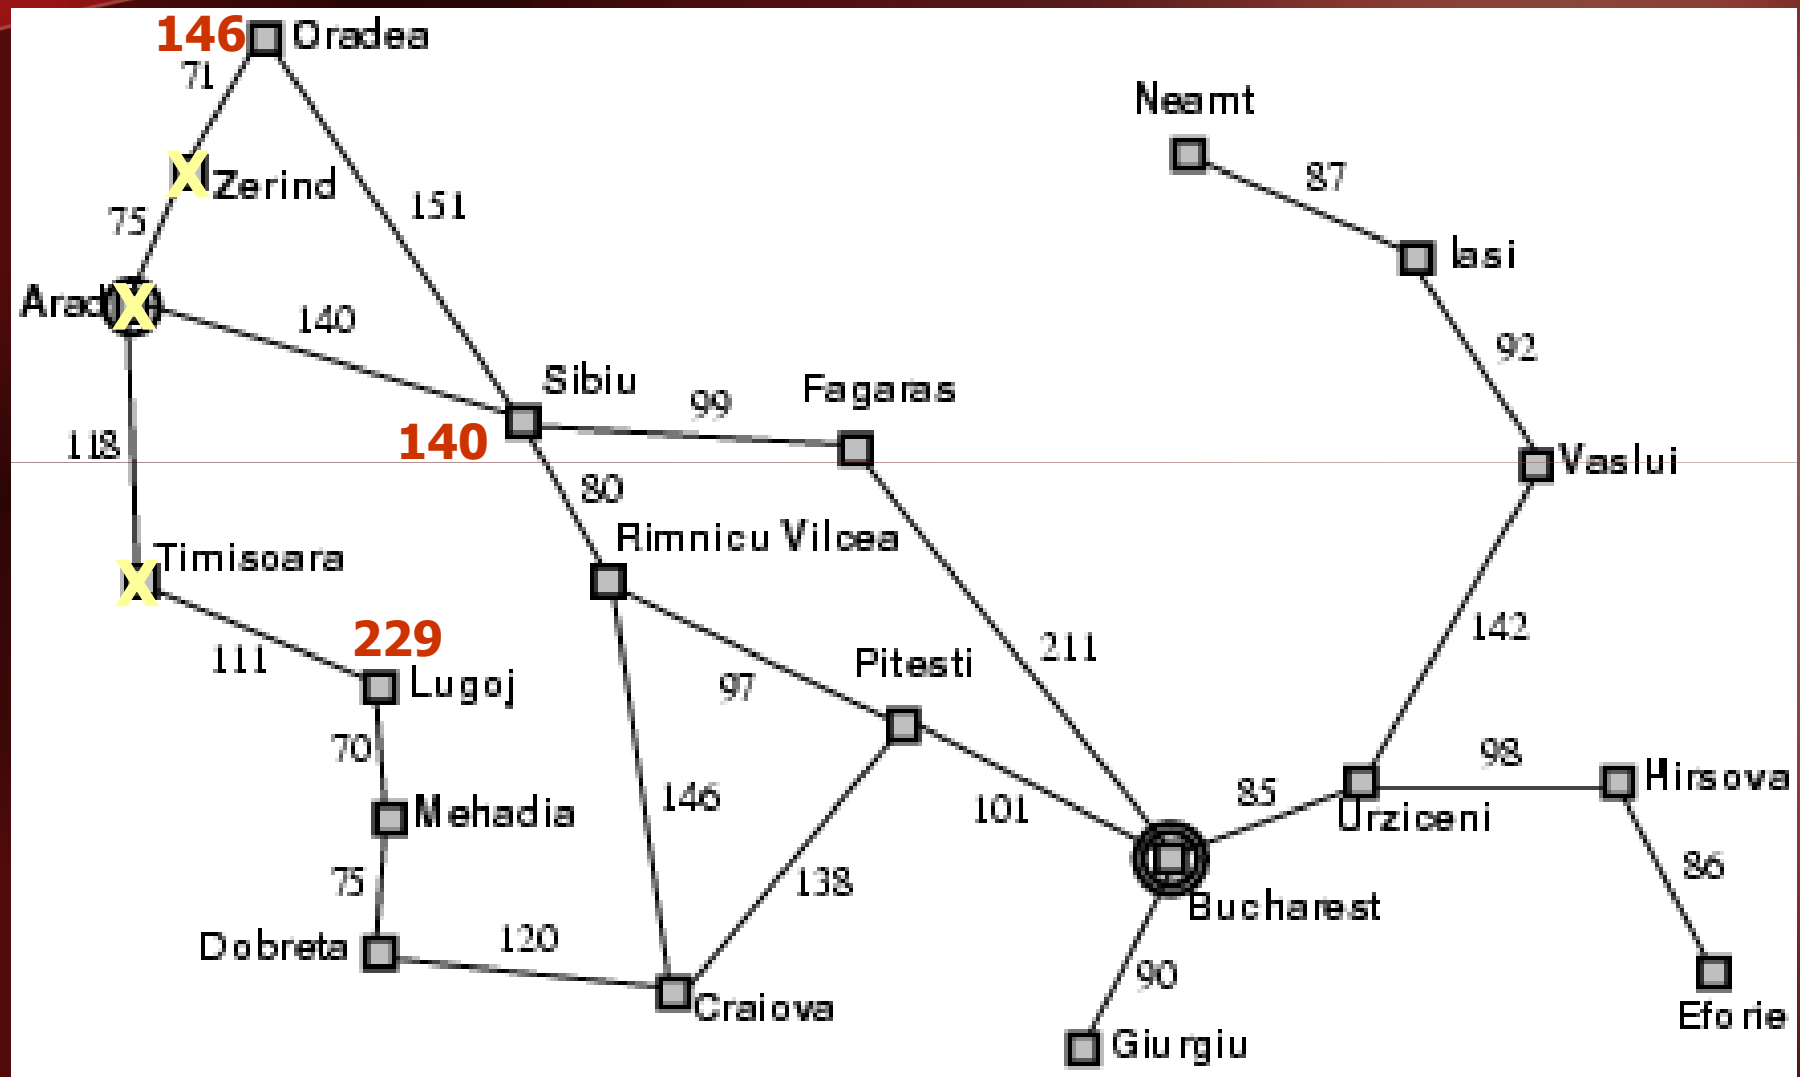 146 Oradea
71
Neamt
87
Zerind
151
75
Iasi
Arad
140
92
Sibiu
99
Fagaras
118
140
Vaslui
80
Rimnicu Vilcea
Timisoara
142
229
211
111
Lugoj
Pitesti
97
70
98
Hirsova
146
85
Mehadia
101
Urziceni
86
75
138
Bucharest
Dobreta
120
90
Craiova
Eforie
Giurgiu
X
X
X